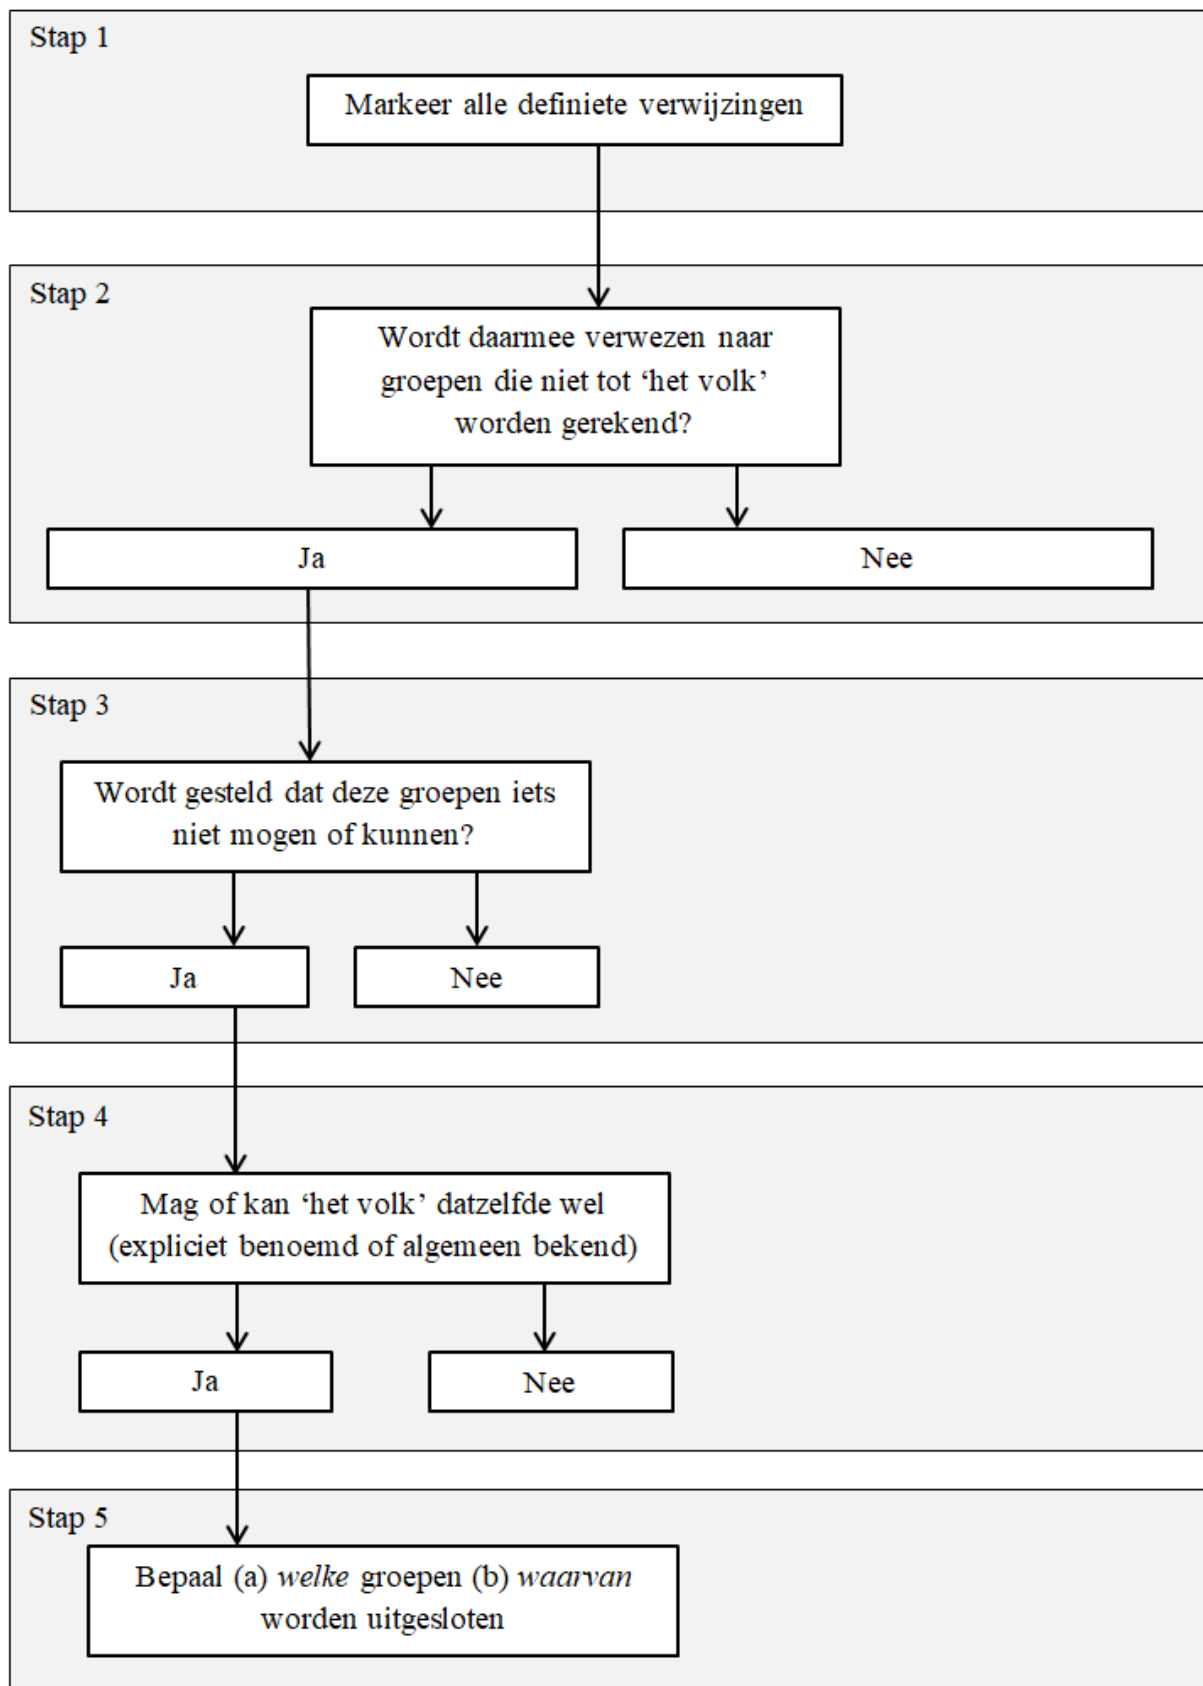 Stap 1
Markeer alle definiete verwijzingen
Stap 2
Wordt daarmee verwezen naar
groepen die niet tot ‘het volk’
worden gerekend?
Ja
Nee
Stap 3
Wordt gesteld dat deze groepen iets
niet mogen of kunnen?
Ja
Nee
Stap 4
Mag of kan ‘het volk’ datzelfde wel
(expliciet benoemd of algemeen bekend)
Ja
Nee
Stap 5
Bepaal (a) welke groepen (b) waarvan
worden uitgesloten